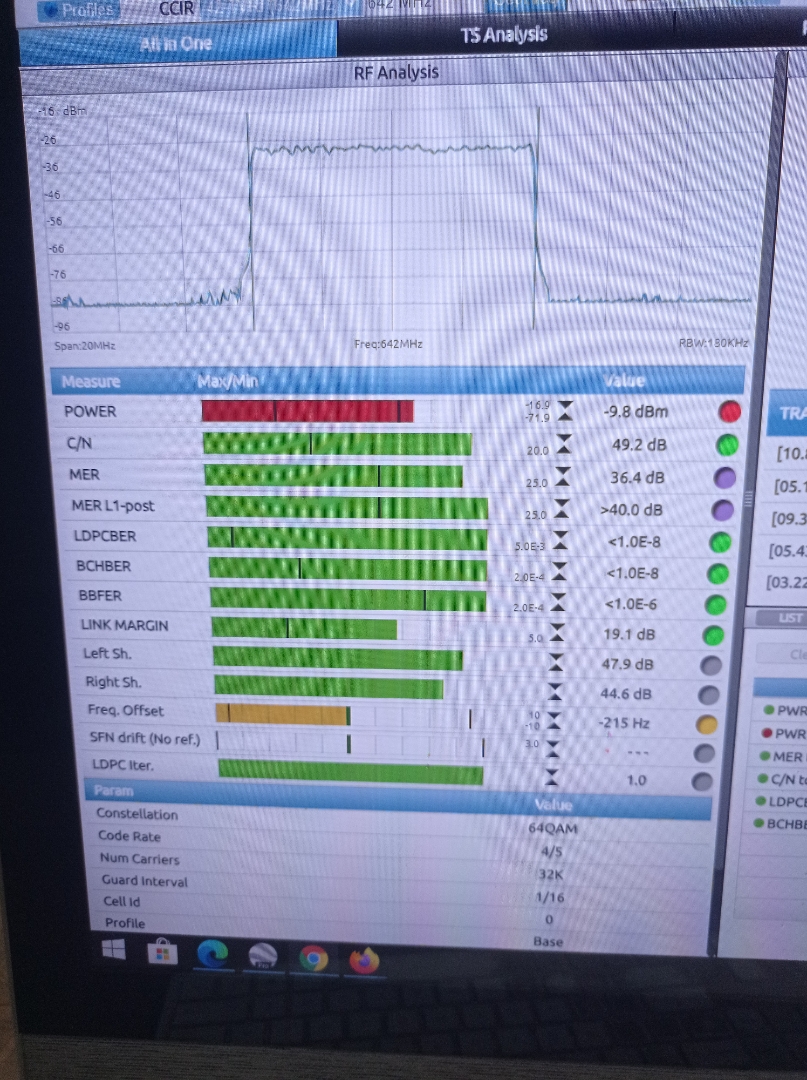 Profiles CCIR 642 MHz
All in One TS Analysis
RF Analysis
-16 dBm
-26
-36
-46
-56
-66
-76
-86
-96
Span:20MHz Freq:642MHz RBW:180KHz
Measure Max/Min Value
POWER -16.9 -71.9 -9.8 dBm
C/N 20.0 49.2 dB
MER 25.0 36.4 dB
MER L1-post 25.0 >40.0 dB
LDPCBER 5.0E-3 <1.0E-8
BCHBER 2.0E-4 <1.0E-8
BBFER 2.0E-4 <1.0E-6
LINK MARGIN 5.0 19.1 dB
Left Sh. 47.9 dB
Right Sh. 44.6 dB
Freq. Offset 10 -10 -215 Hz
SFN drift (No ref.) 3.0 ---
LDPC Iter. 1.0
Param Value
Constellation 64QAM
Code Rate 4/5
Num Carriers 32K
Guard Interval 1/16
Cell Id 0
Profile Base
TRA
[10.
[05.1
[09.3
[05.4
[03.22
LIST
Cl
PWR
PWR
MER
C/N t
LDPCB
BCHBE